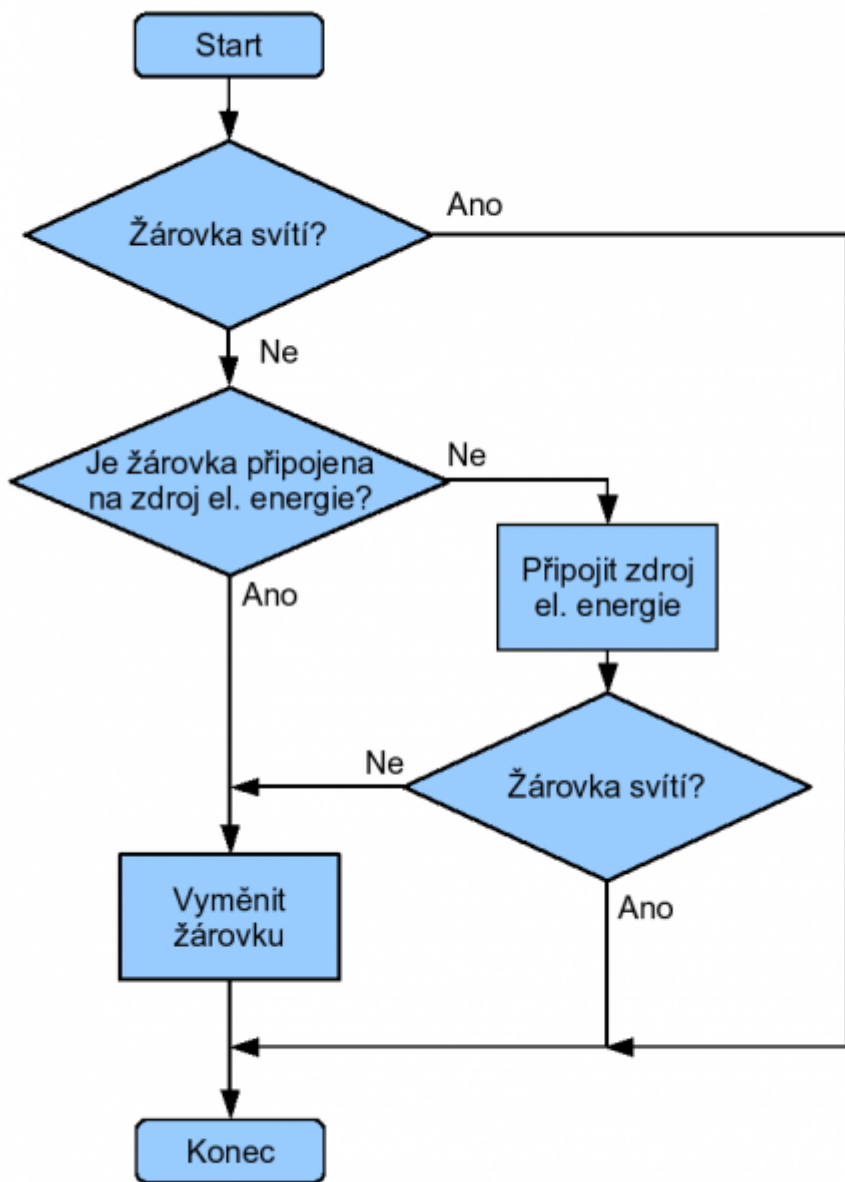 Start
Žárovka svítí?
Ano
Ne
Je žárovka připojena
na zdroj el. energie?
Ne
Připojit zdroj
el. energie
Ano
Žárovka svítí?
Ne
Ano
Vyměnit
žárovku
Konec